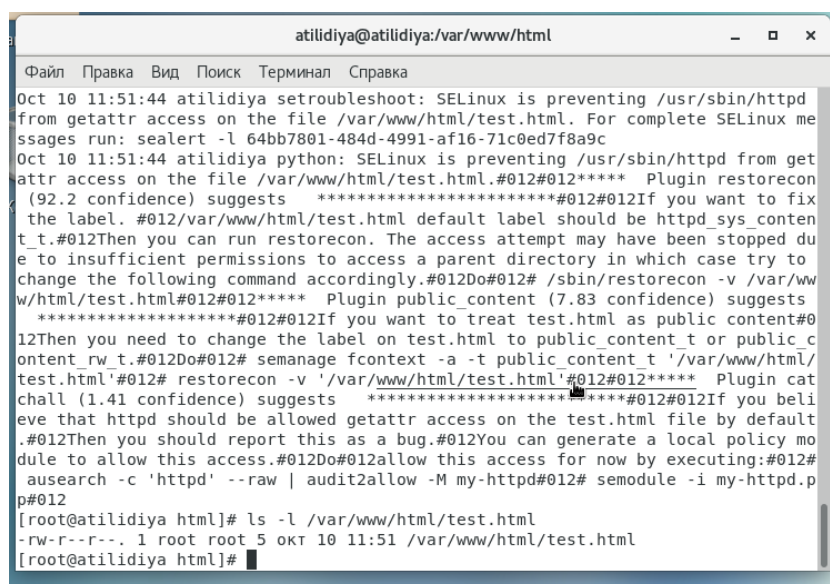 atilidiya@atilidiya:/var/www/html
Файл Правка Вид Поиск Терминал Справка
Oct 10 11:51:44 atilidiya setroubleshoot: SELinux is preventing /usr/sbin/httpd
from getattr access on the file /var/www/html/test.html. For complete SELinux me
ssages run: sealert -l 64bb7801-484d-4991-af16-71c0ed7f8a9c
Oct 10 11:51:44 atilidiya python: SELinux is preventing /usr/sbin/httpd from get
attr access on the file /var/www/html/test.html.#012#012*****  Plugin restorecon
 (92.2 confidence) suggests   ************************#012#012If you want to fix
 the label. #012/var/www/html/test.html default label should be httpd_sys_conten
t_t.#012Then you can run restorecon. The access attempt may have been stopped du
e to insufficient permissions to access a parent directory in which case try to
change the following command accordingly.#012Do#012# /sbin/restorecon -v /var/ww
w/html/test.html#012#012*****  Plugin public_content (7.83 confidence) suggests
  ********************#012#012If you want to treat test.html as public content#0
12Then you need to change the label on test.html to public_content_t or public_c
ontent_rw_t.#012Do#012# semanage fcontext -a -t public_content_t '/var/www/html/
test.html'#012# restorecon -v '/var/www/html/test.html'#012#012*****  Plugin cat
chall (1.41 confidence) suggests   **************************#012#012If you beli
eve that httpd should be allowed getattr access on the test.html file by default
.#012Then you should report this as a bug.#012You can generate a local policy mo
dule to allow this access.#012Do#012allow this access for now by executing:#012#
 ausearch -c 'httpd' --raw | audit2allow -M my-httpd#012# semodule -i my-httpd.p
p#012
[root@atilidiya html]# ls -l /var/www/html/test.html
-rw-r--r--. 1 root root 5 окт 10 11:51 /var/www/html/test.html
[root@atilidiya html]#